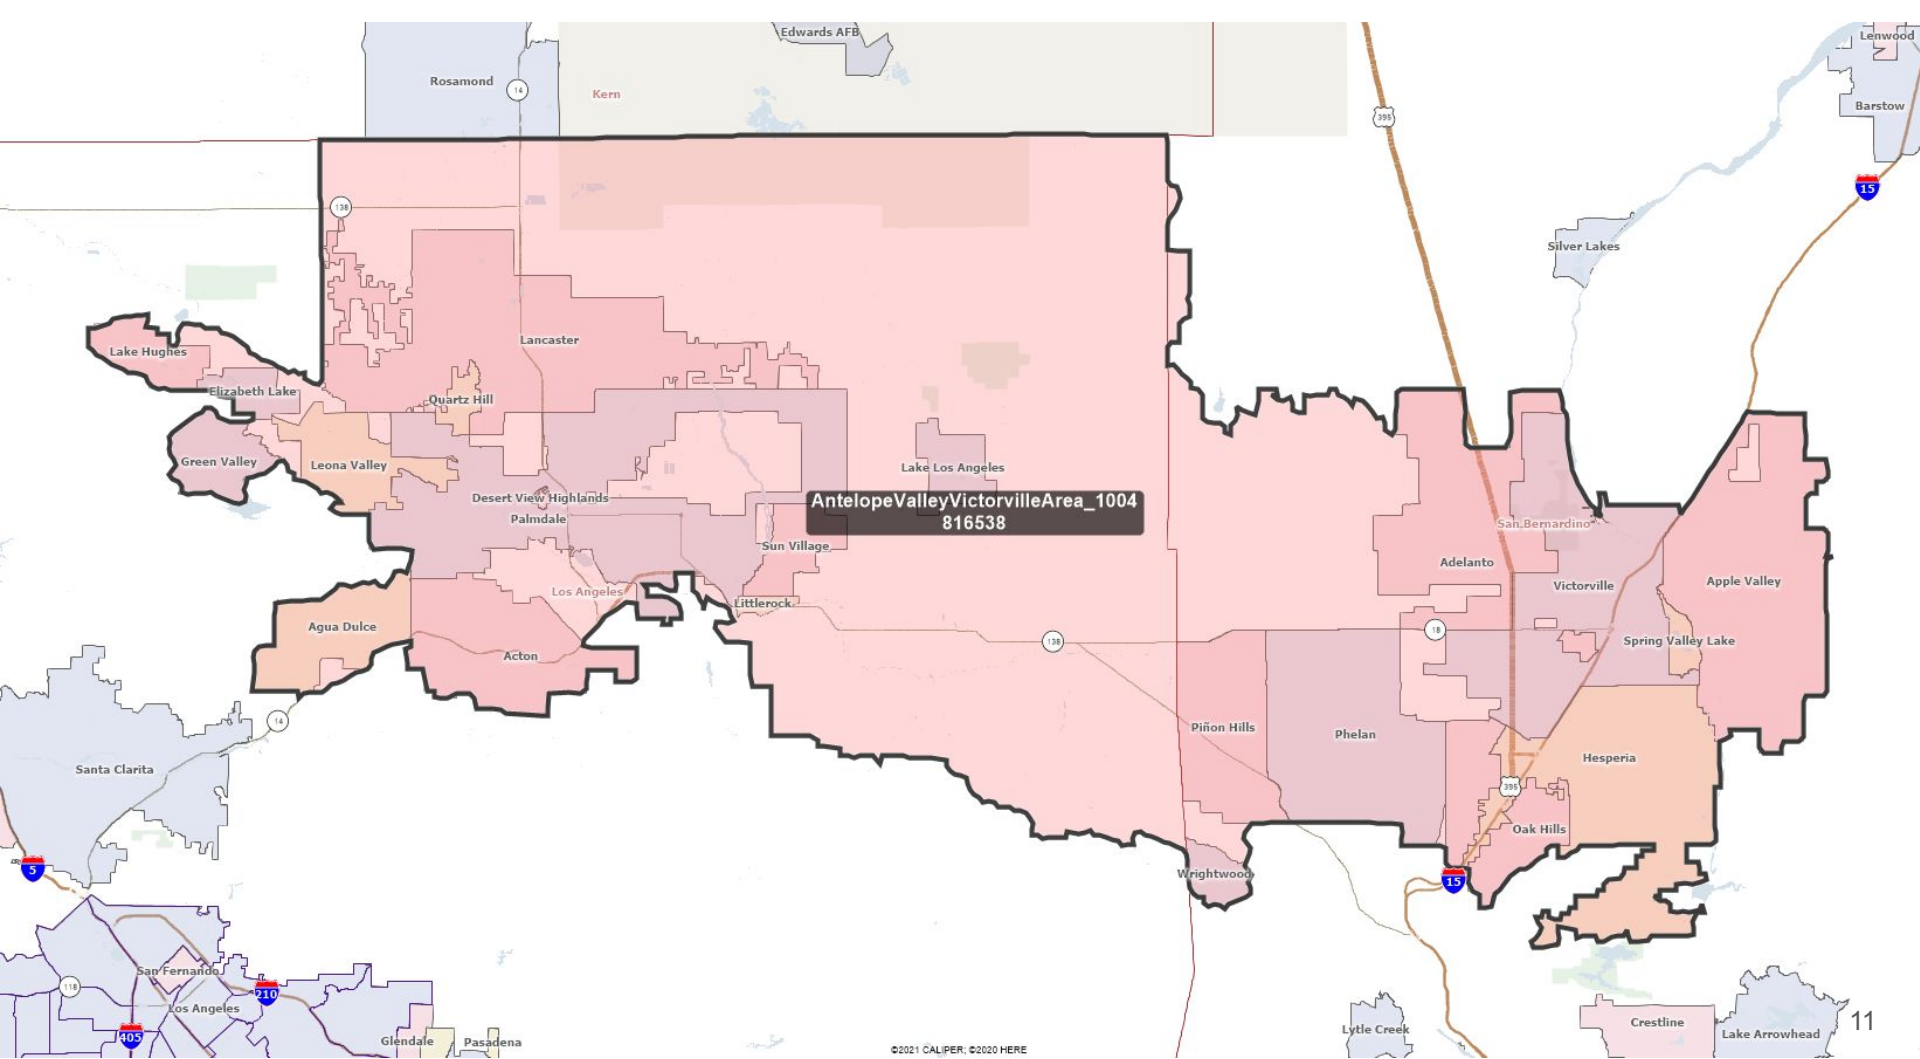 Edwards AFB
Lenwood
Rosamond
14
Kern
395
Barstow
15
138
Silver Lakes
Lancaster
Lake Hughes
Elizabeth Lake
Quartz Hill
Green Valley
Leona Valley
Lake Los Angeles
Desert View Highlands
Palmdale
AntelopeValleyVictorvilleArea_1004
816538
San Bernardino
Sun Village
Adelanto
Victorville
Apple Valley
Los Angeles
Littlerock
Agua Dulce
138
18
Spring Valley Lake
Acton
14
Piñon Hills
Phelan
Hesperia
Santa Clarita
395
Oak Hills
5
Wrightwood
15
San Fernando
118
210
Los Angeles
405
Glendale
Pasadena
Lytle Creek
Crestline
Lake Arrowhead
11
©2021 CALIPER; ©2020 HERE